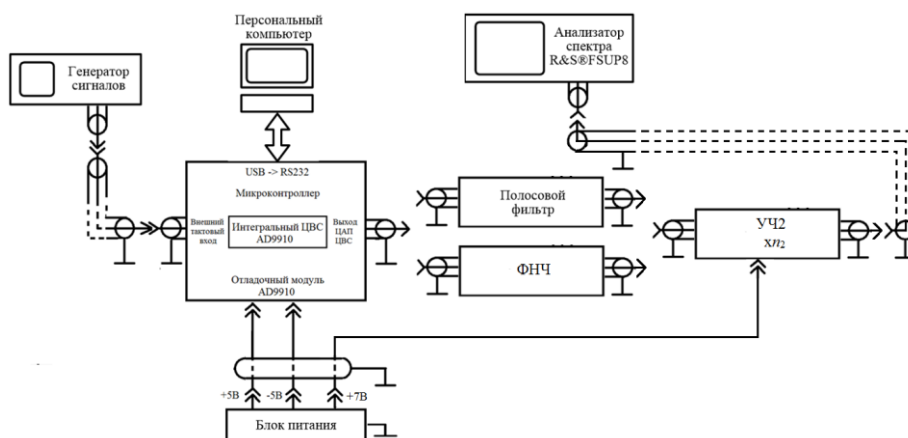 Персональный
компьютер
Генератор
сигналов
Анализатор
спектра
R&S®FSUP8
USB -> RS232
Микроконтроллер
Внешний
тактовый
вход
Интегральный ЦВС
AD9910
Выход
ЦАП
ЦВС
Отладочный модуль
AD9910
Полосовой
фильтр
ФНЧ
УЧ2
xn₂
+5В
-5В
+7В
Блок питания